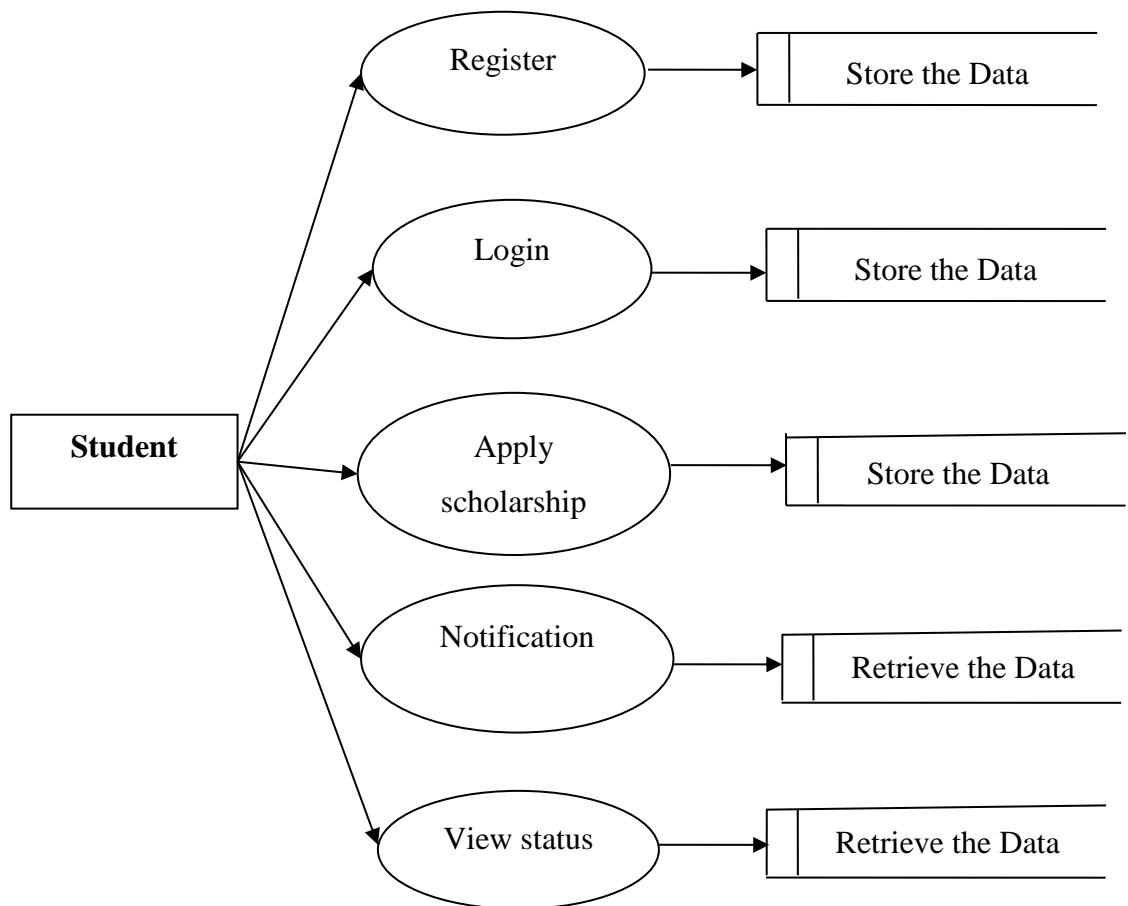 Register
Store the Data
Login
Store the Data
Student
Apply
scholarship
Store the Data
Notification
Retrieve the Data
View status
Retrieve the Data